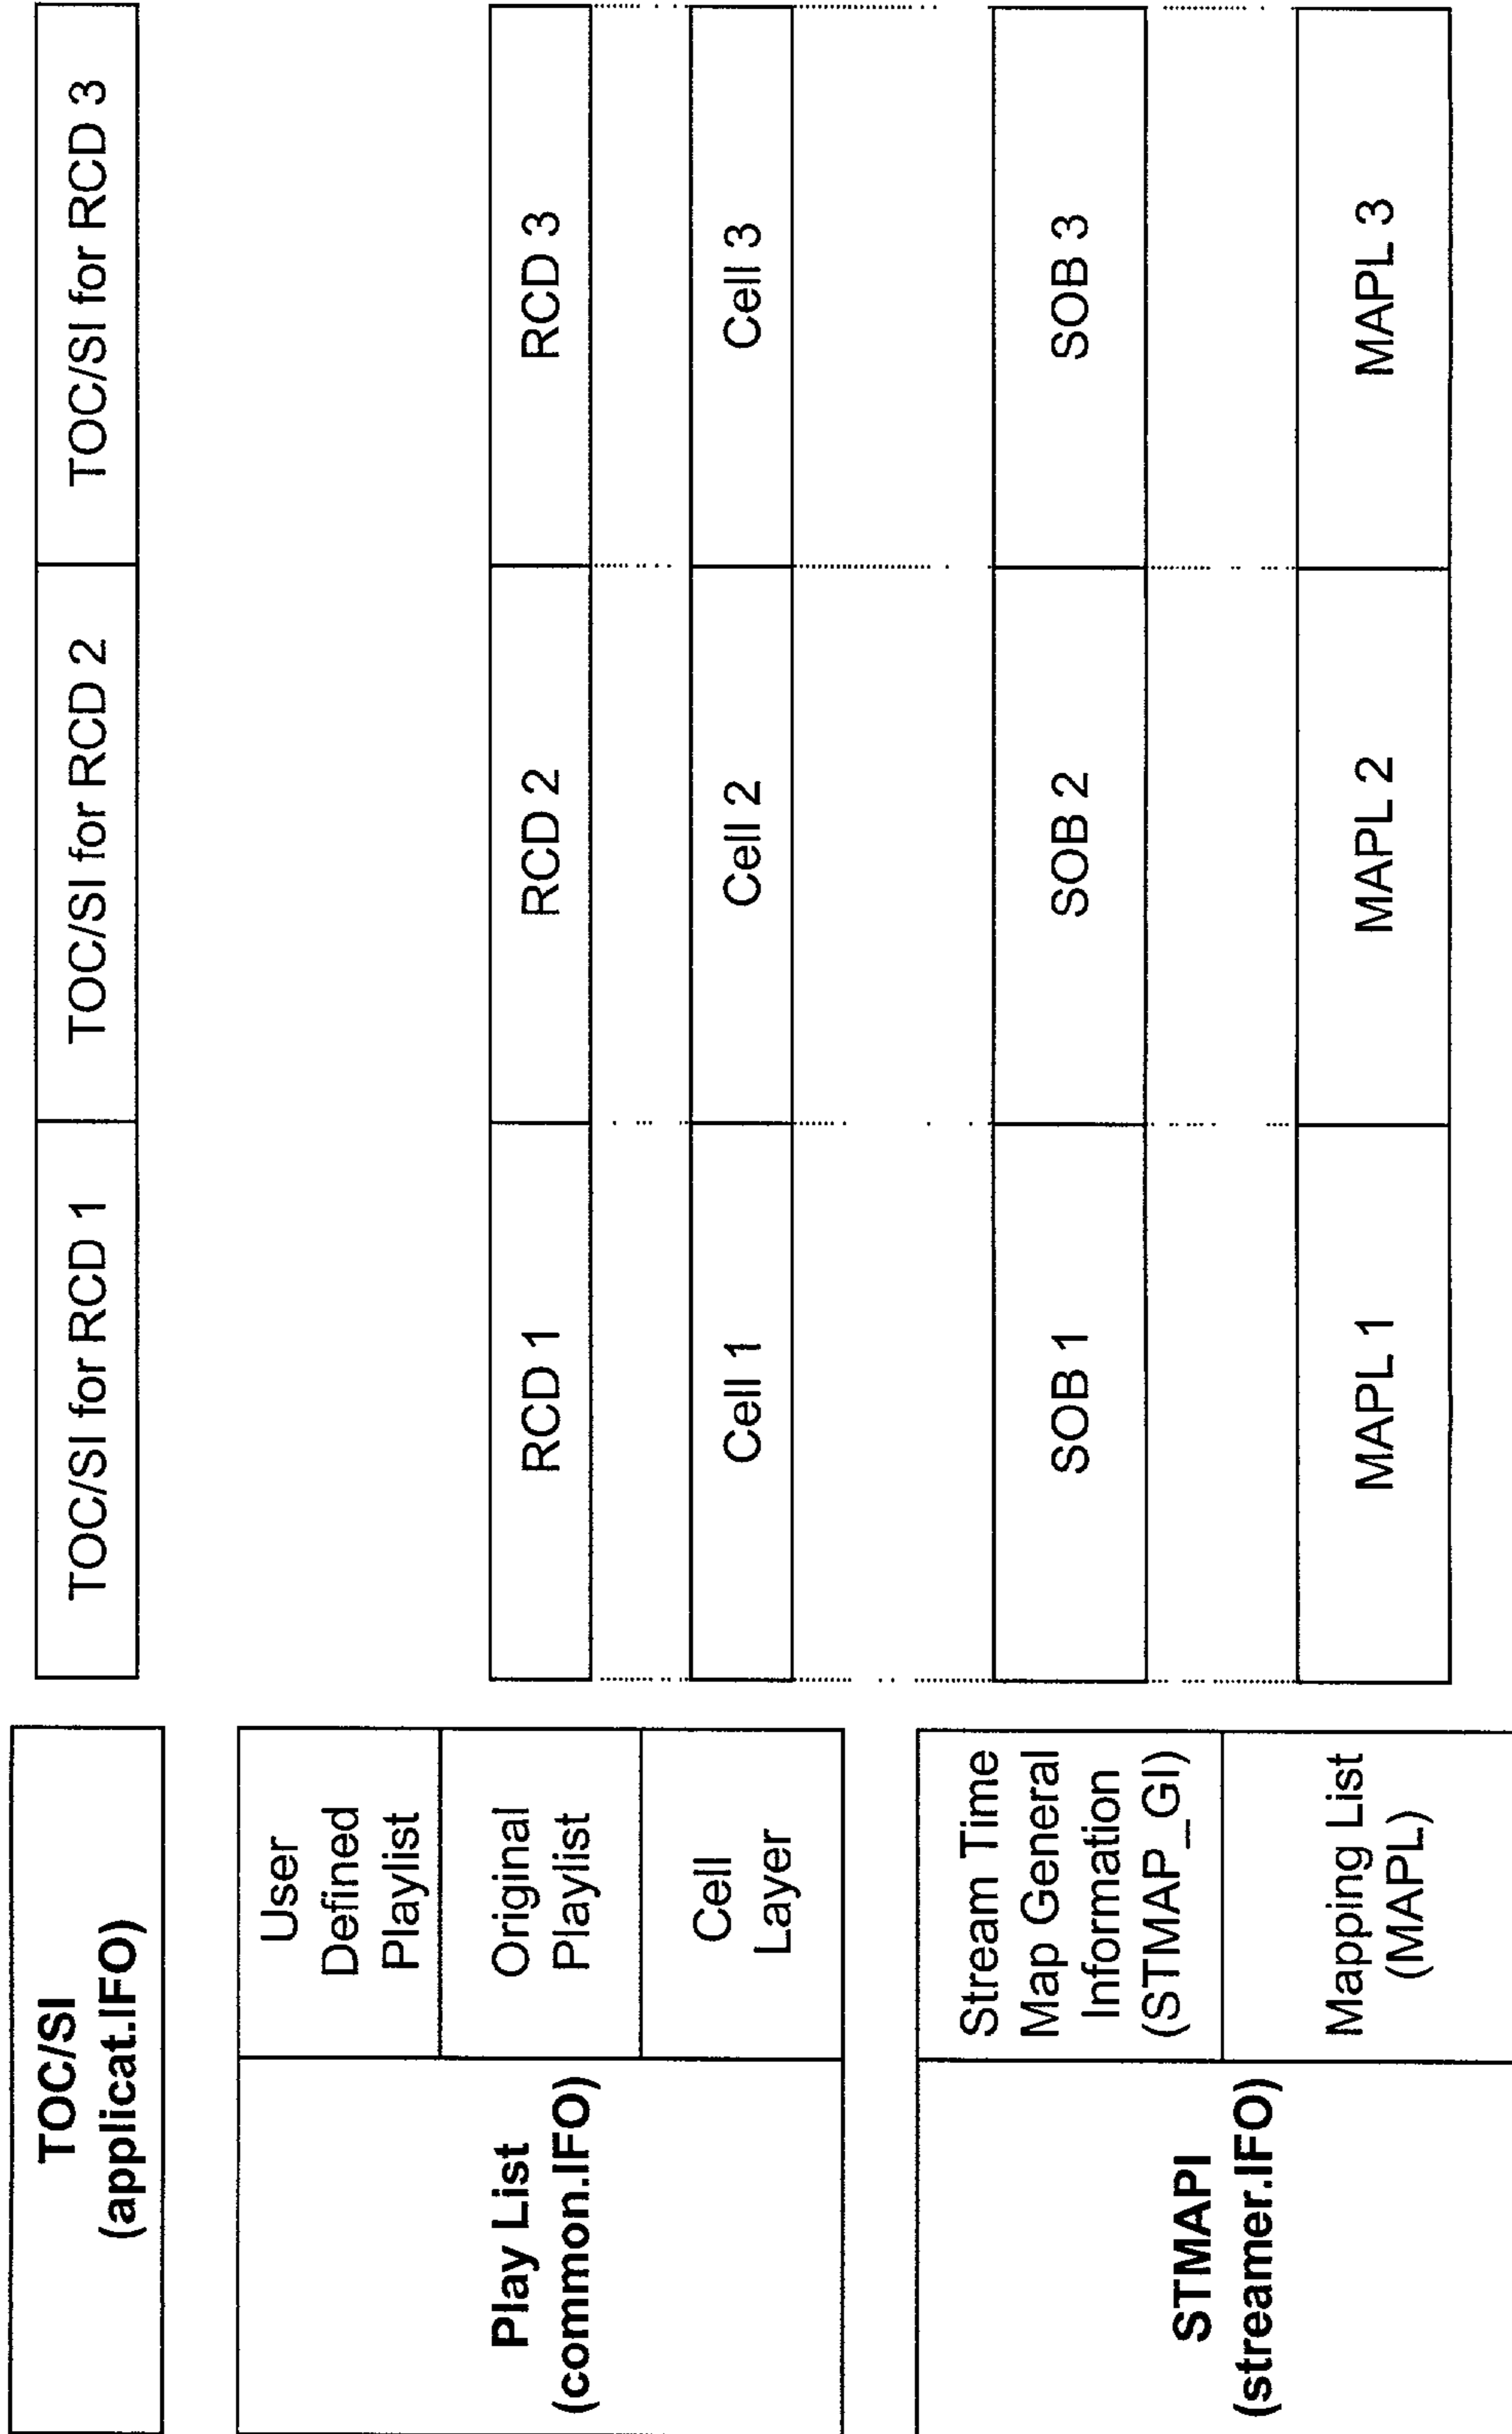 TOC/SI
(applicat.IFO)
TOC/SI for RCD 1
TOC/SI for RCD 2
TOC/SI for RCD 3
Play List
(common.IFO)
User
Defined
Playlist
Original
Playlist
RCD 1
RCD 2
RCD 3
Cell
Layer
Cell 1
Cell 2
Cell 3
STMAPI
(streamer.IFO)
Stream Time
Map General
Information
(STMAP_GI)
SOB 1
SOB 2
SOB 3
Mapping List
(MAPL)
MAPL 1
MAPL 2
MAPL 3